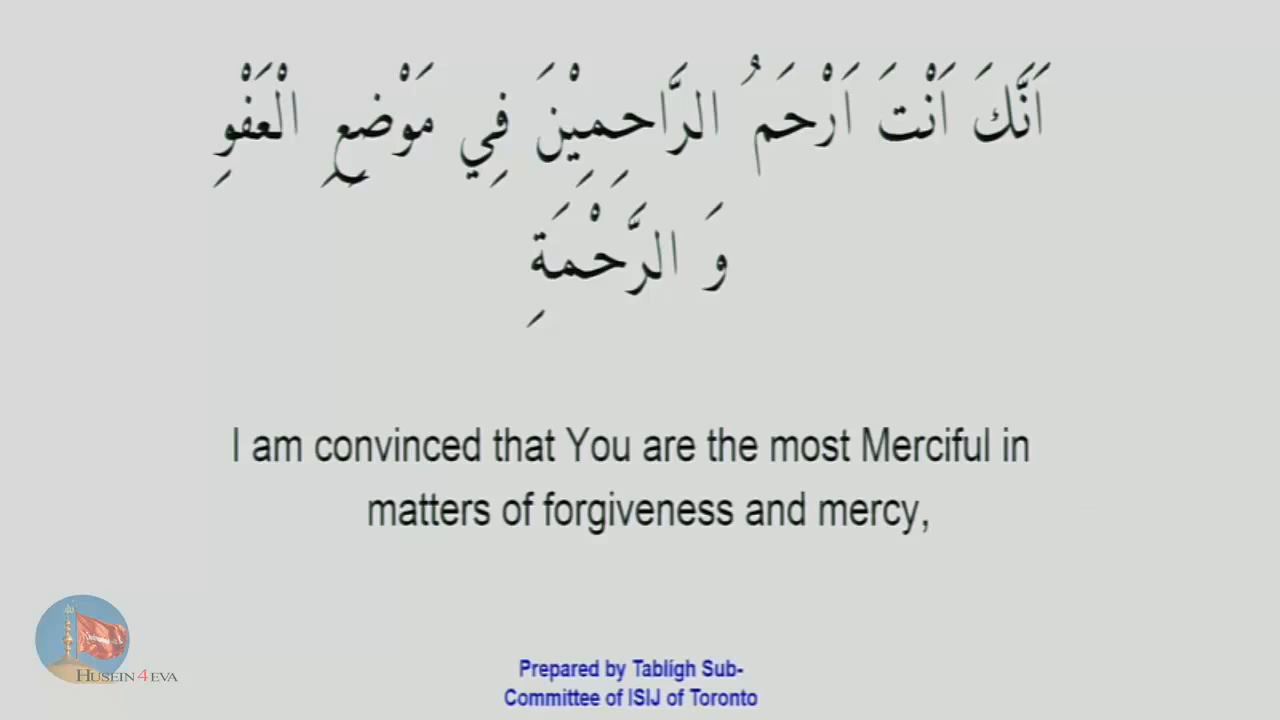 اَنَّكَ اَنْتَ اَرْحَمُ الرَّاحِمِيْنَ فِي مَوْضعِ الْعَفْوِ
وَ الرَّحْمَةِ
I am convinced that You are the most Merciful in
matters of forgiveness and mercy,
HUSEIN 4 EVA
Prepared by Tabligh Sub-
Committee of ISIJ of Toronto